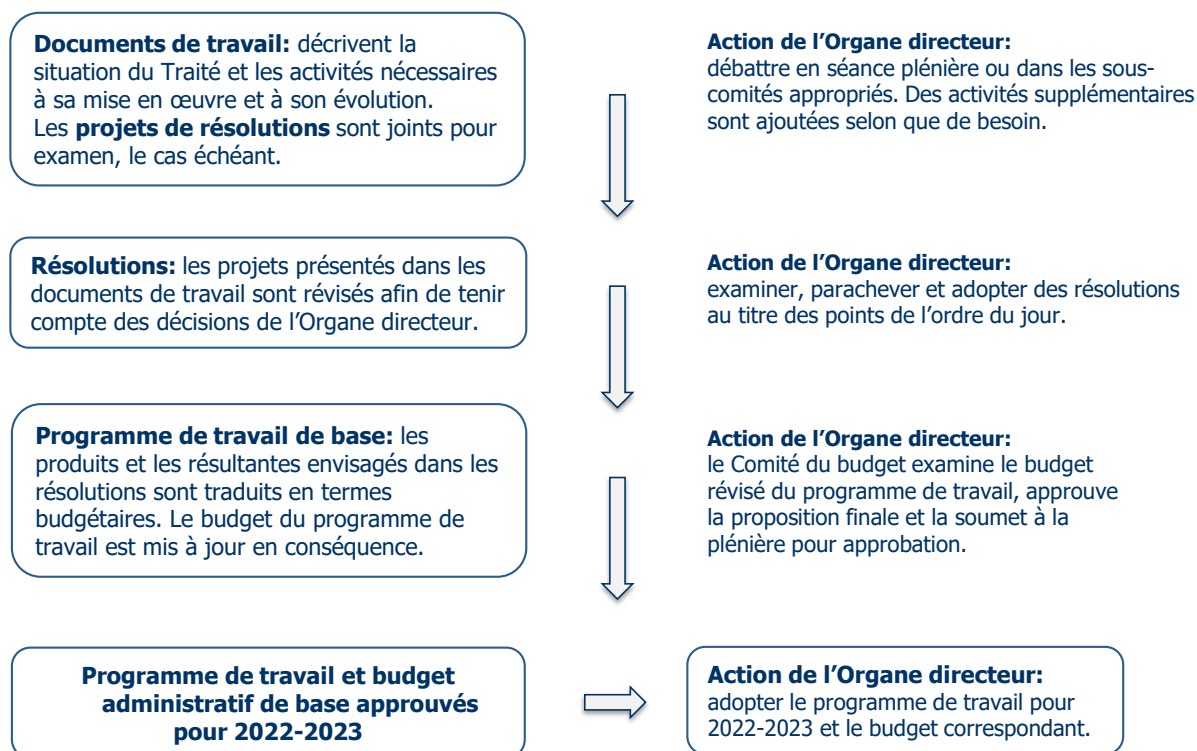 Documents de travail: décrivent la
situation du Traité et les activités nécessaires
à sa mise en œuvre et à son évolution.
Les projets de résolutions sont joints pour
examen, le cas échéant.
Action de l’Organe directeur:
débattre en séance plénière ou dans les sous-
comités appropriés. Des activités supplémentaires
sont ajoutées selon que de besoin.
Résolutions: les projets présentés dans les
documents de travail sont révisés afin de tenir
compte des décisions de l’Organe directeur.
Action de l’Organe directeur:
examiner, parachever et adopter des résolutions
au titre des points de l’ordre du jour.
Programme de travail de base: les
produits et les résultantes envisagés dans les
résolutions sont traduits en termes
budgétaires. Le budget du programme de
travail est mis à jour en conséquence.
Action de l’Organe directeur:
le Comité du budget examine le budget
révisé du programme de travail, approuve
la proposition finale et la soumet à la
plénière pour approbation.
Programme de travail et budget
administratif de base approuvés
pour 2022-2023
Action de l’Organe directeur:
adopter le programme de travail pour
2022-2023 et le budget correspondant.